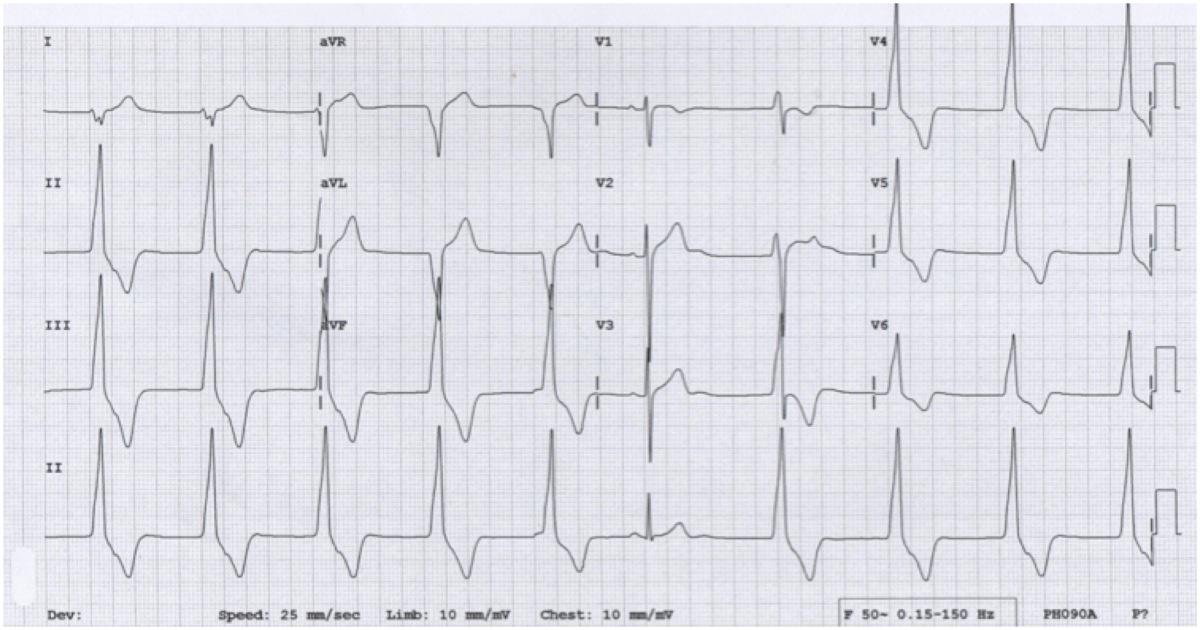 I aVR V1 V4
II aVL V2 V5
III aVF V3 V6
II
Dev: Speed: 25 mm/sec Limb: 10 mm/mV Chest: 10 mm/mV F 50~ 0.15-150 Hz PH090A P?